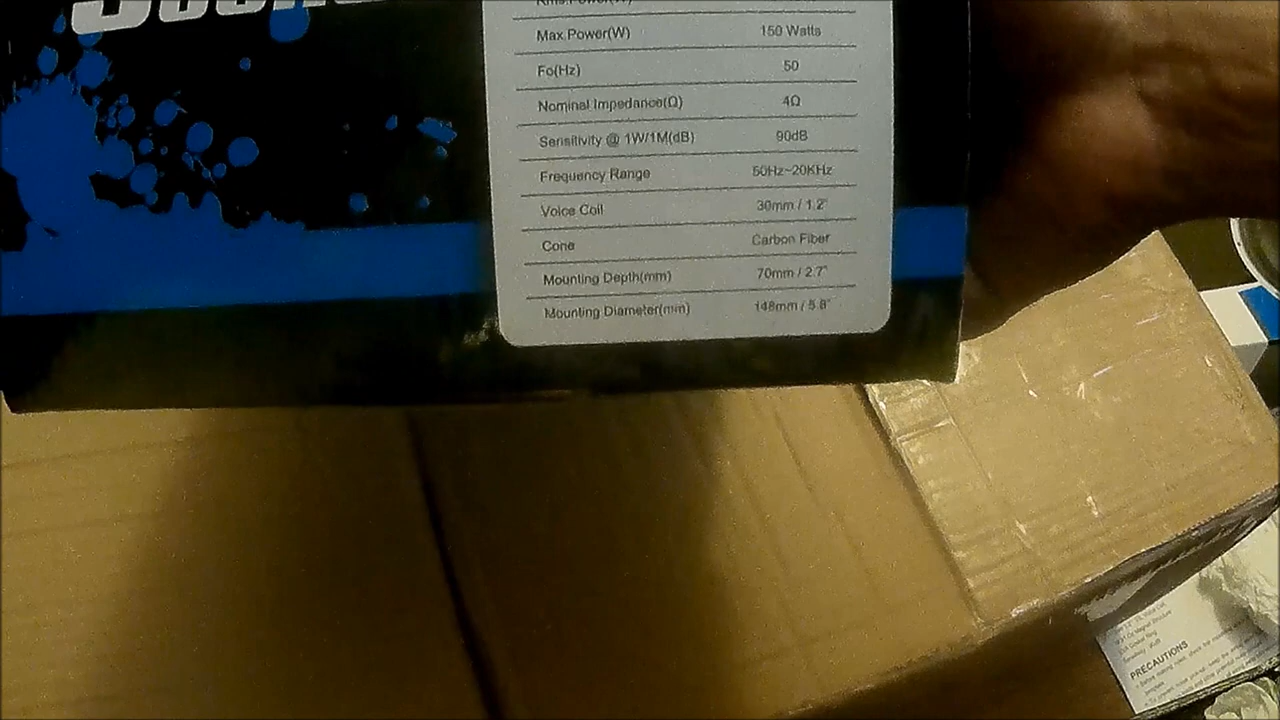 Max.Power(W) 150 Watts
Fo(Hz) 50
Nominal Impedance(Ω) 4Ω
Sensitivity @ 1W/1M(dB) 90dB
Frequency Range 50Hz~20KHz
Voice Coil 30mm / 1.2"
Cone Carbon Fiber
Mounting Depth(mm) 70mm / 2.7"
Mounting Diameter(mm) 148mm / 5.8"
PRECAUTIONS